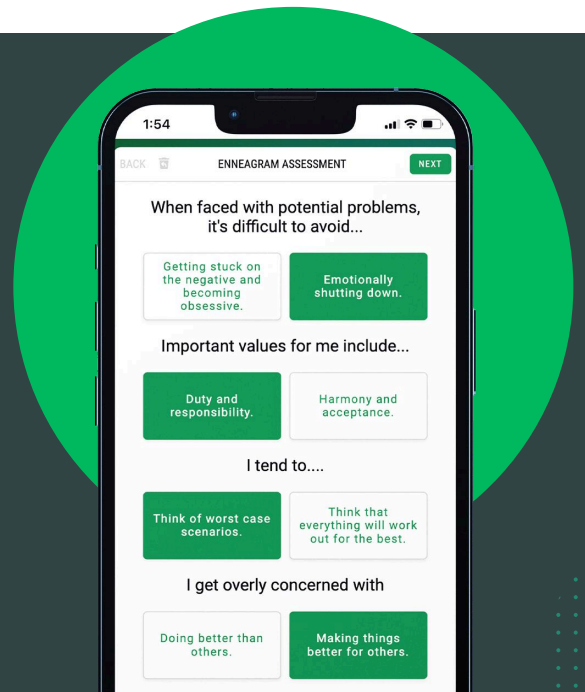 1:54
BACK
ENNEAGRAM ASSESSMENT
NEXT
When faced with potential problems,
it's difficult to avoid...
Getting stuck on
the negative and
becoming
obsessive.
Emotionally
shutting down.
Important values for me include...
Duty and
responsibility.
Harmony and
acceptance.
I tend to....
Think of worst case
scenarios.
Think that
everything will work
out for the best.
I get overly concerned with
Doing better than
others.
Making things
better for others.